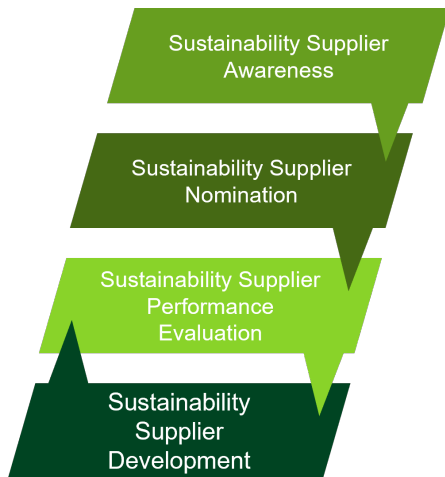 Sustainability Supplier
Awareness
Sustainability Supplier
Nomination
Sustainability Supplier
Performance
Evaluation
Sustainability
Supplier
Development